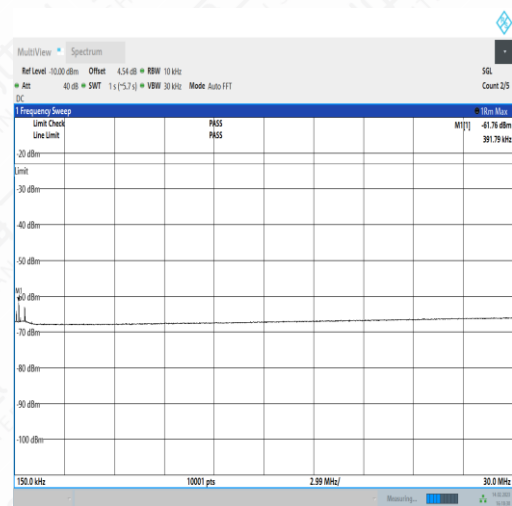 MultiView Spectrum
Ref Level -10.00 dBm Offset 4.54 dB RBW 10 kHz SGL
Att 40 dB SWT 1 s (~5.7 s) VBW 30 kHz Mode Auto FFT Count 2/5
DC
1 Frequency Sweep 1Rm Max
Limit Check PASS M1[1] -61.76 dBm
Line Limit PASS 391.79 kHz
-20 dBm
Limit
-30 dBm
-40 dBm
-50 dBm
M1
-60 dBm
-70 dBm
-80 dBm
-90 dBm
-100 dBm
150.0 kHz 10001 pts 2.99 MHz/ 30.0 MHz
Measuring...